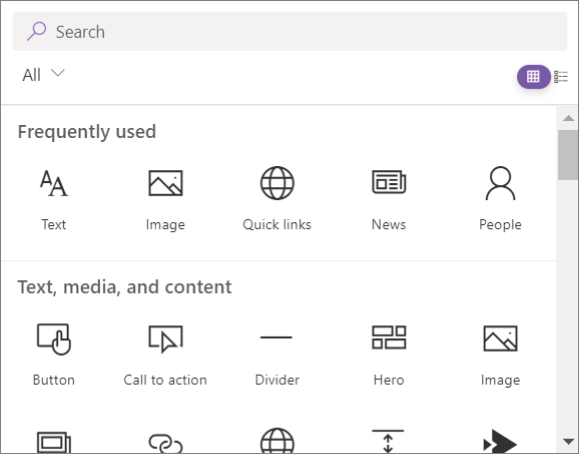 Search
All
Frequently used
Text Image Quick links News People
Text, media, and content
Button Call to action Divider Hero Image